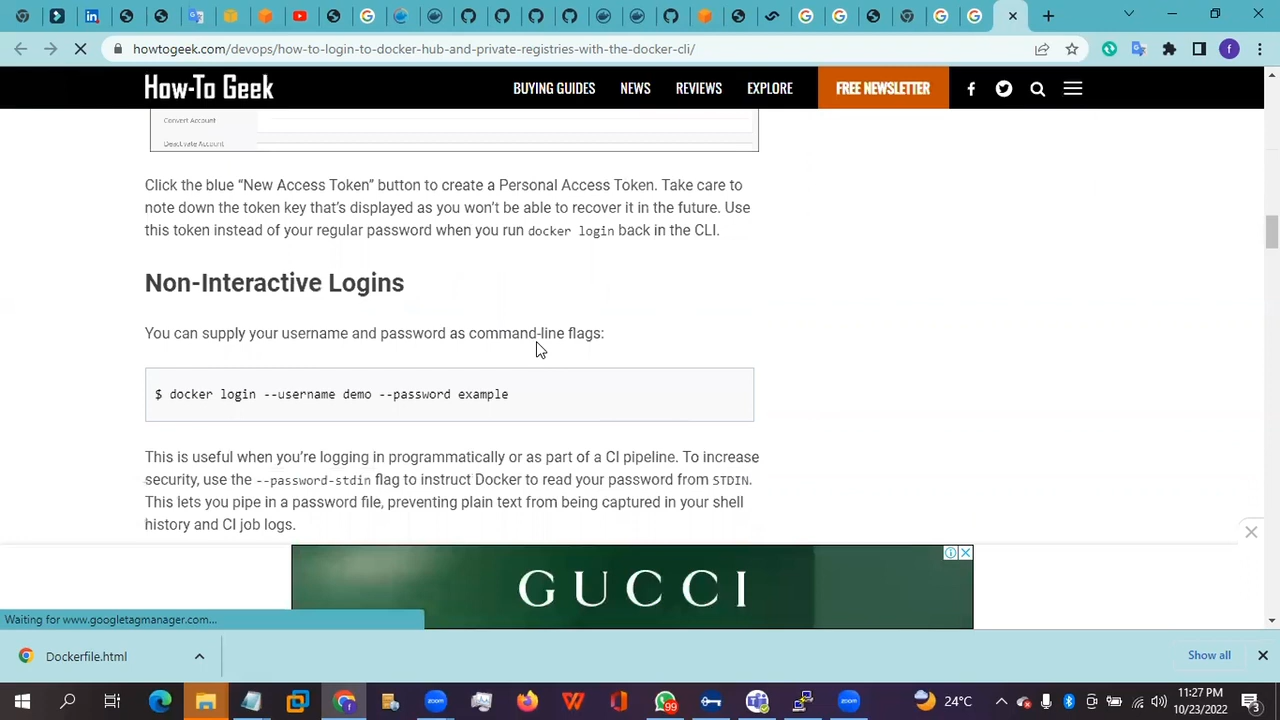 howtogeek.com/devops/how-to-login-to-docker-hub-and-private-registries-with-the-docker-cli/
How-To Geek
BUYING GUIDES
NEWS
REVIEWS
EXPLORE
FREE NEWSLETTER
Convert Account
Deactivate Account
Click the blue “New Access Token” button to create a Personal Access Token. Take care to
note down the token key that’s displayed as you won’t be able to recover it in the future. Use
this token instead of your regular password when you run docker login back in the CLI.
Non-Interactive Logins
You can supply your username and password as command-line flags:
$ docker login --username demo --password example
This is useful when you’re logging in programmatically or as part of a CI pipeline. To increase
security, use the --password-stdin flag to instruct Docker to read your password from STDIN.
This lets you pipe in a password file, preventing plain text from being captured in your shell
history and CI job logs.
GUCCI
Waiting for www.googletagmanager.com...
Dockerfile.html
Show all
zoom
99
zoom
24°C
11:27 PM
10/23/2022
3